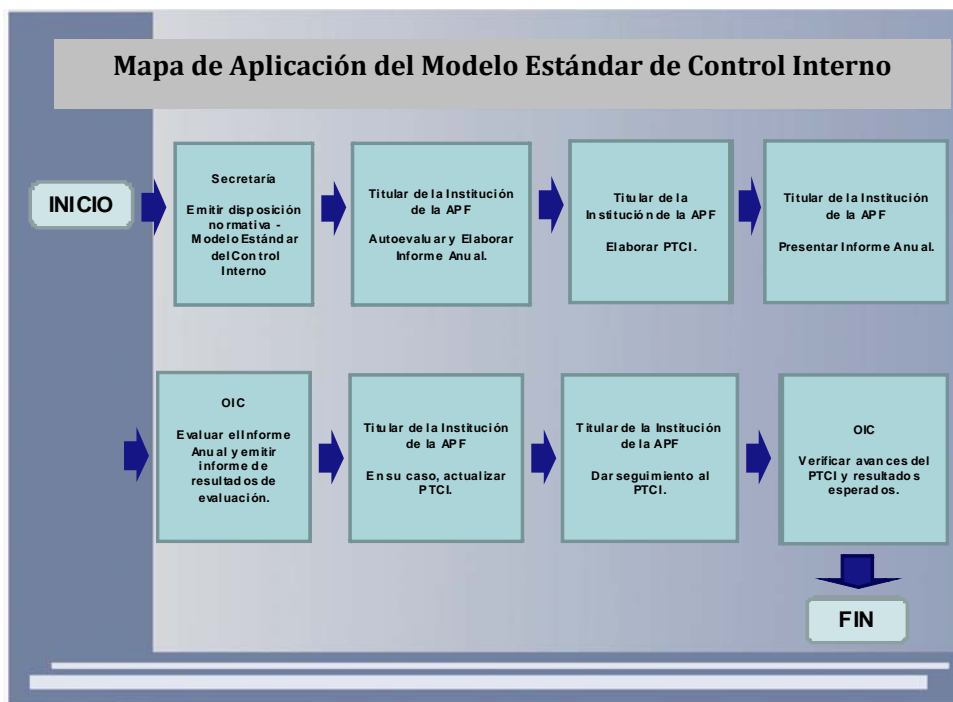 Mapa de Aplicación del Modelo Estándar de Control Interno
INICIO
Secretaría
Emitir disposición
normativa -
Modelo Estándar
del Control
Interno
Titular de la Institución
de la APF
Autoevaluar y Elaborar
Informe Anual.
Titular de la
Institución de la APF
Elaborar PTCI.
Titular de la Institución
de la APF
Presentar Informe Anual.
OIC
Evaluar el Informe
Anual y emitir
informe de
resultados de
evaluación.
Titular de la Institución
de la APF
En su caso, actualizar
PTCI.
Titular de la Institución
de la APF
Dar seguimiento al
PTCI.
OIC
Verificar avances del
PTCI y resultados
esperados.
FIN